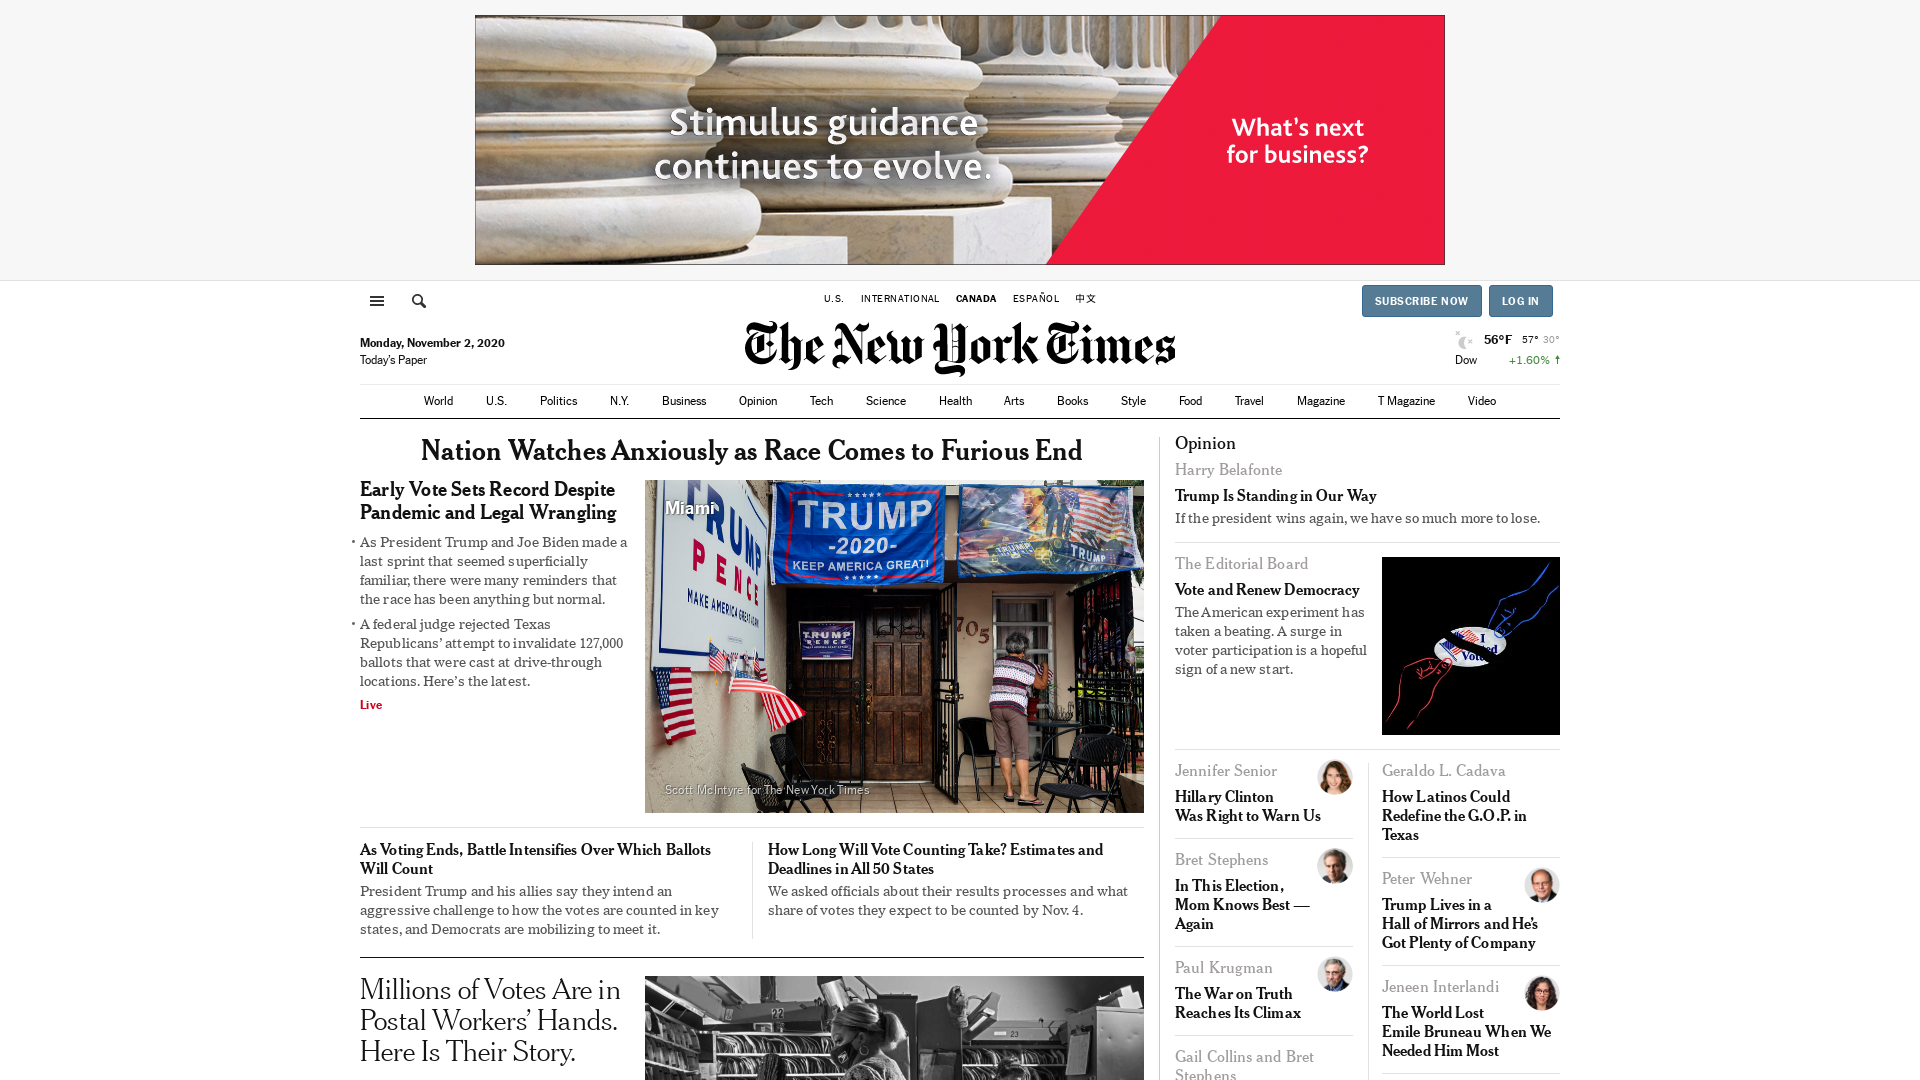 Stimulus guidance
continues to evolve.
What's next
for business?
U.S. INTERNATIONAL CANADA ESPAÑOL 中文
SUBSCRIBE NOW LOG IN
Monday, November 2, 2020
Today's Paper
The New York Times
56°F 57° 30°
Dow +1.60% ↑
World U.S. Politics N.Y. Business Opinion Tech Science Health Arts Books Style Food Travel Magazine T Magazine Video
Nation Watches Anxiously as Race Comes to Furious End
Early Vote Sets Record Despite
Pandemic and Legal Wrangling
• As President Trump and Joe Biden made a
last sprint that seemed superficially
familiar, there were many reminders that
the race has been anything but normal.
• A federal judge rejected Texas
Republicans' attempt to invalidate 127,000
ballots that were cast at drive-through
locations. Here's the latest.
Live
Miami
TRUMP
PENCE
MAKE AMERICA GREAT AGAIN!
TRUMP
-2020-
KEEP AMERICA GREAT!
TRUMP
TRUMP
PENCE
3705
Scott McIntyre for The New York Times
As Voting Ends, Battle Intensifies Over Which Ballots
Will Count
President Trump and his allies say they intend an
aggressive challenge to how the votes are counted in key
states, and Democrats are mobilizing to meet it.
How Long Will Vote Counting Take? Estimates and
Deadlines in All 50 States
We asked officials about their results processes and what
share of votes they expect to be counted by Nov. 4.
Millions of Votes Are in
Postal Workers' Hands.
Here Is Their Story.
22
23
Opinion
Harry Belafonte
Trump Is Standing in Our Way
If the president wins again, we have so much more to lose.
The Editorial Board
Vote and Renew Democracy
The American experiment has
taken a beating. A surge in
voter participation is a hopeful
sign of a new start.
I
Voted
Jennifer Senior
Hillary Clinton
Was Right to Warn Us
Bret Stephens
In This Election,
Mom Knows Best —
Again
Paul Krugman
The War on Truth
Reaches Its Climax
Gail Collins and Bret
Stephens
Geraldo L. Cadava
How Latinos Could
Redefine the G.O.P. in
Texas
Peter Wehner
Trump Lives in a
Hall of Mirrors and He's
Got Plenty of Company
Jeneen Interlandi
The World Lost
Emile Bruneau When We
Needed Him Most